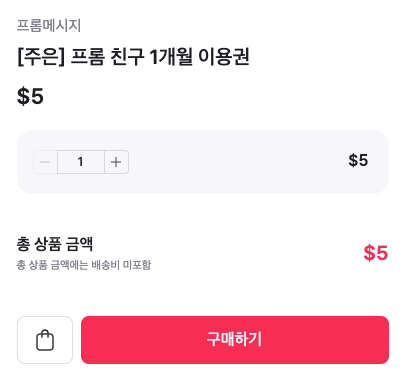 프롬메시지
[주은] 프롬 친구 1개월 이용권
$5
− 1 + $5
총 상품 금액
총 상품 금액에는 배송비 미포함
$5
구매하기